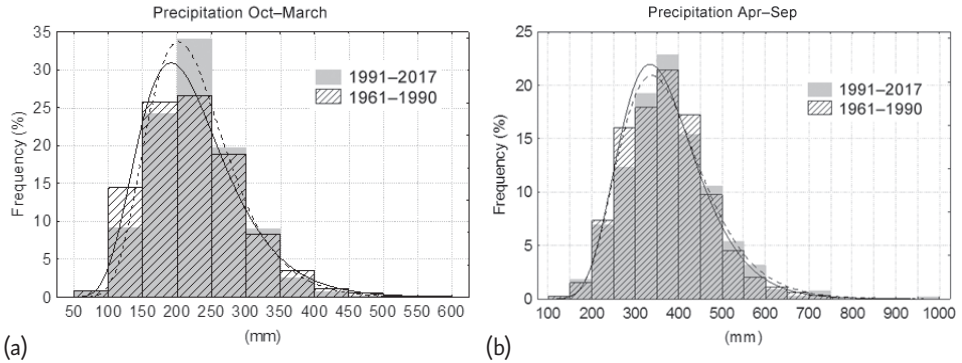 Precipitation Oct–March
35
30
25
20
15
10
5
0
Frequency (%)
1991–2017
1961–1990
50 100 150 200 250 300 350 400 450 500 550 600
(mm)
(a)
Precipitation Apr–Sep
25
20
15
10
5
0
Frequency (%)
1991–2017
1961–1990
100 200 300 400 500 600 700 800 900 1000
(mm)
(b)